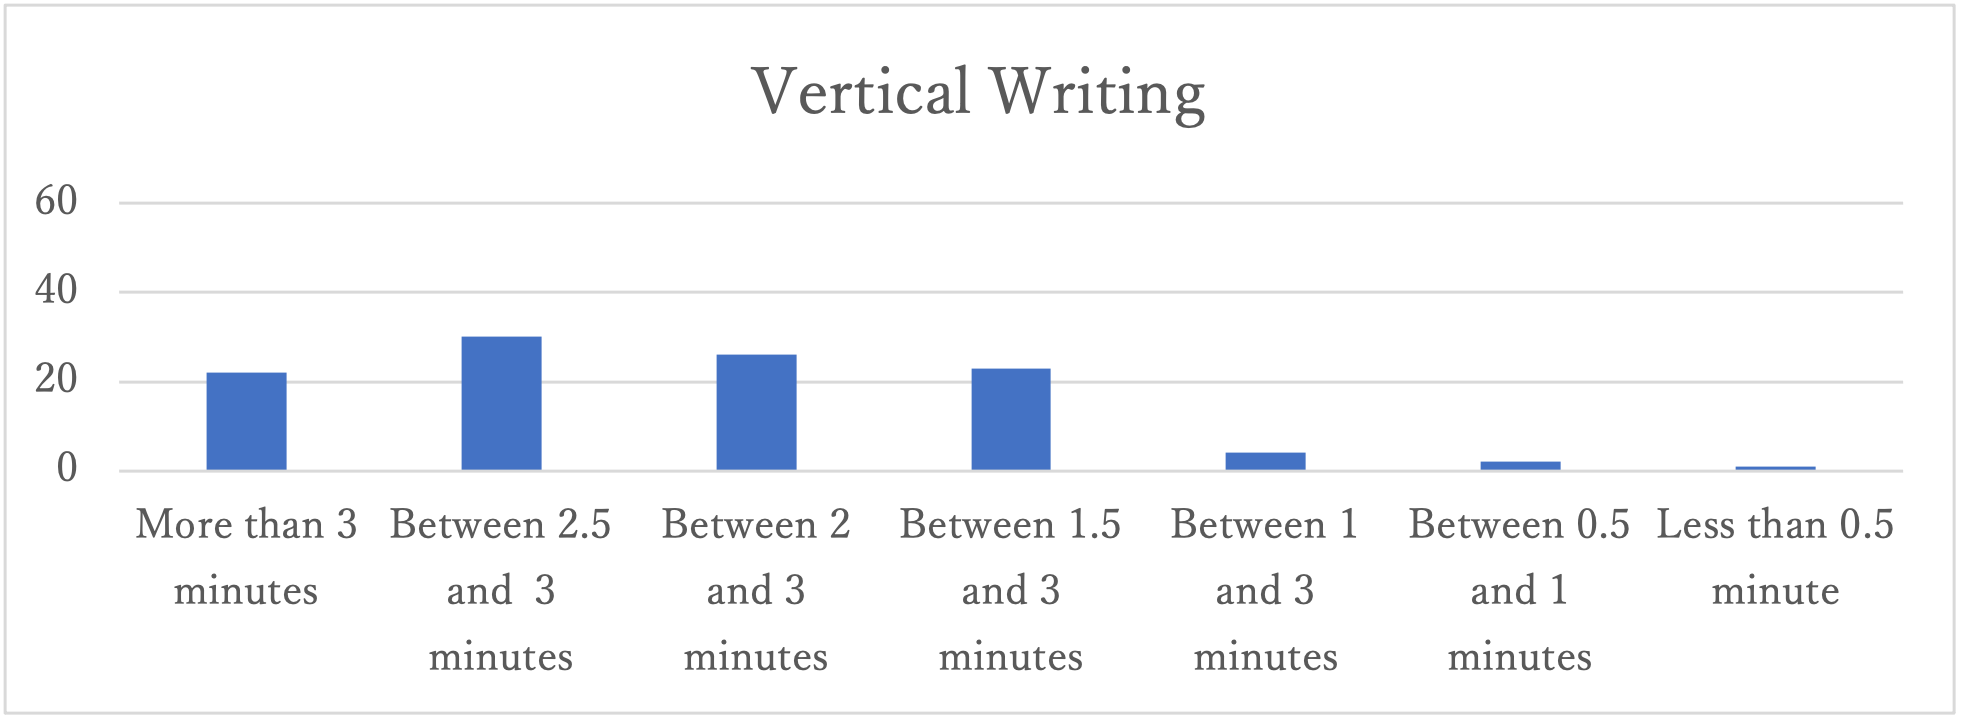 Vertical Writing
60
40
20
0
More than 3
minutes
Between 2.5
and  3
minutes
Between 2
and 3
minutes
Between 1.5
and 3
minutes
Between 1
and 3
minutes
Between 0.5
and 1
minutes
Less than 0.5
minute